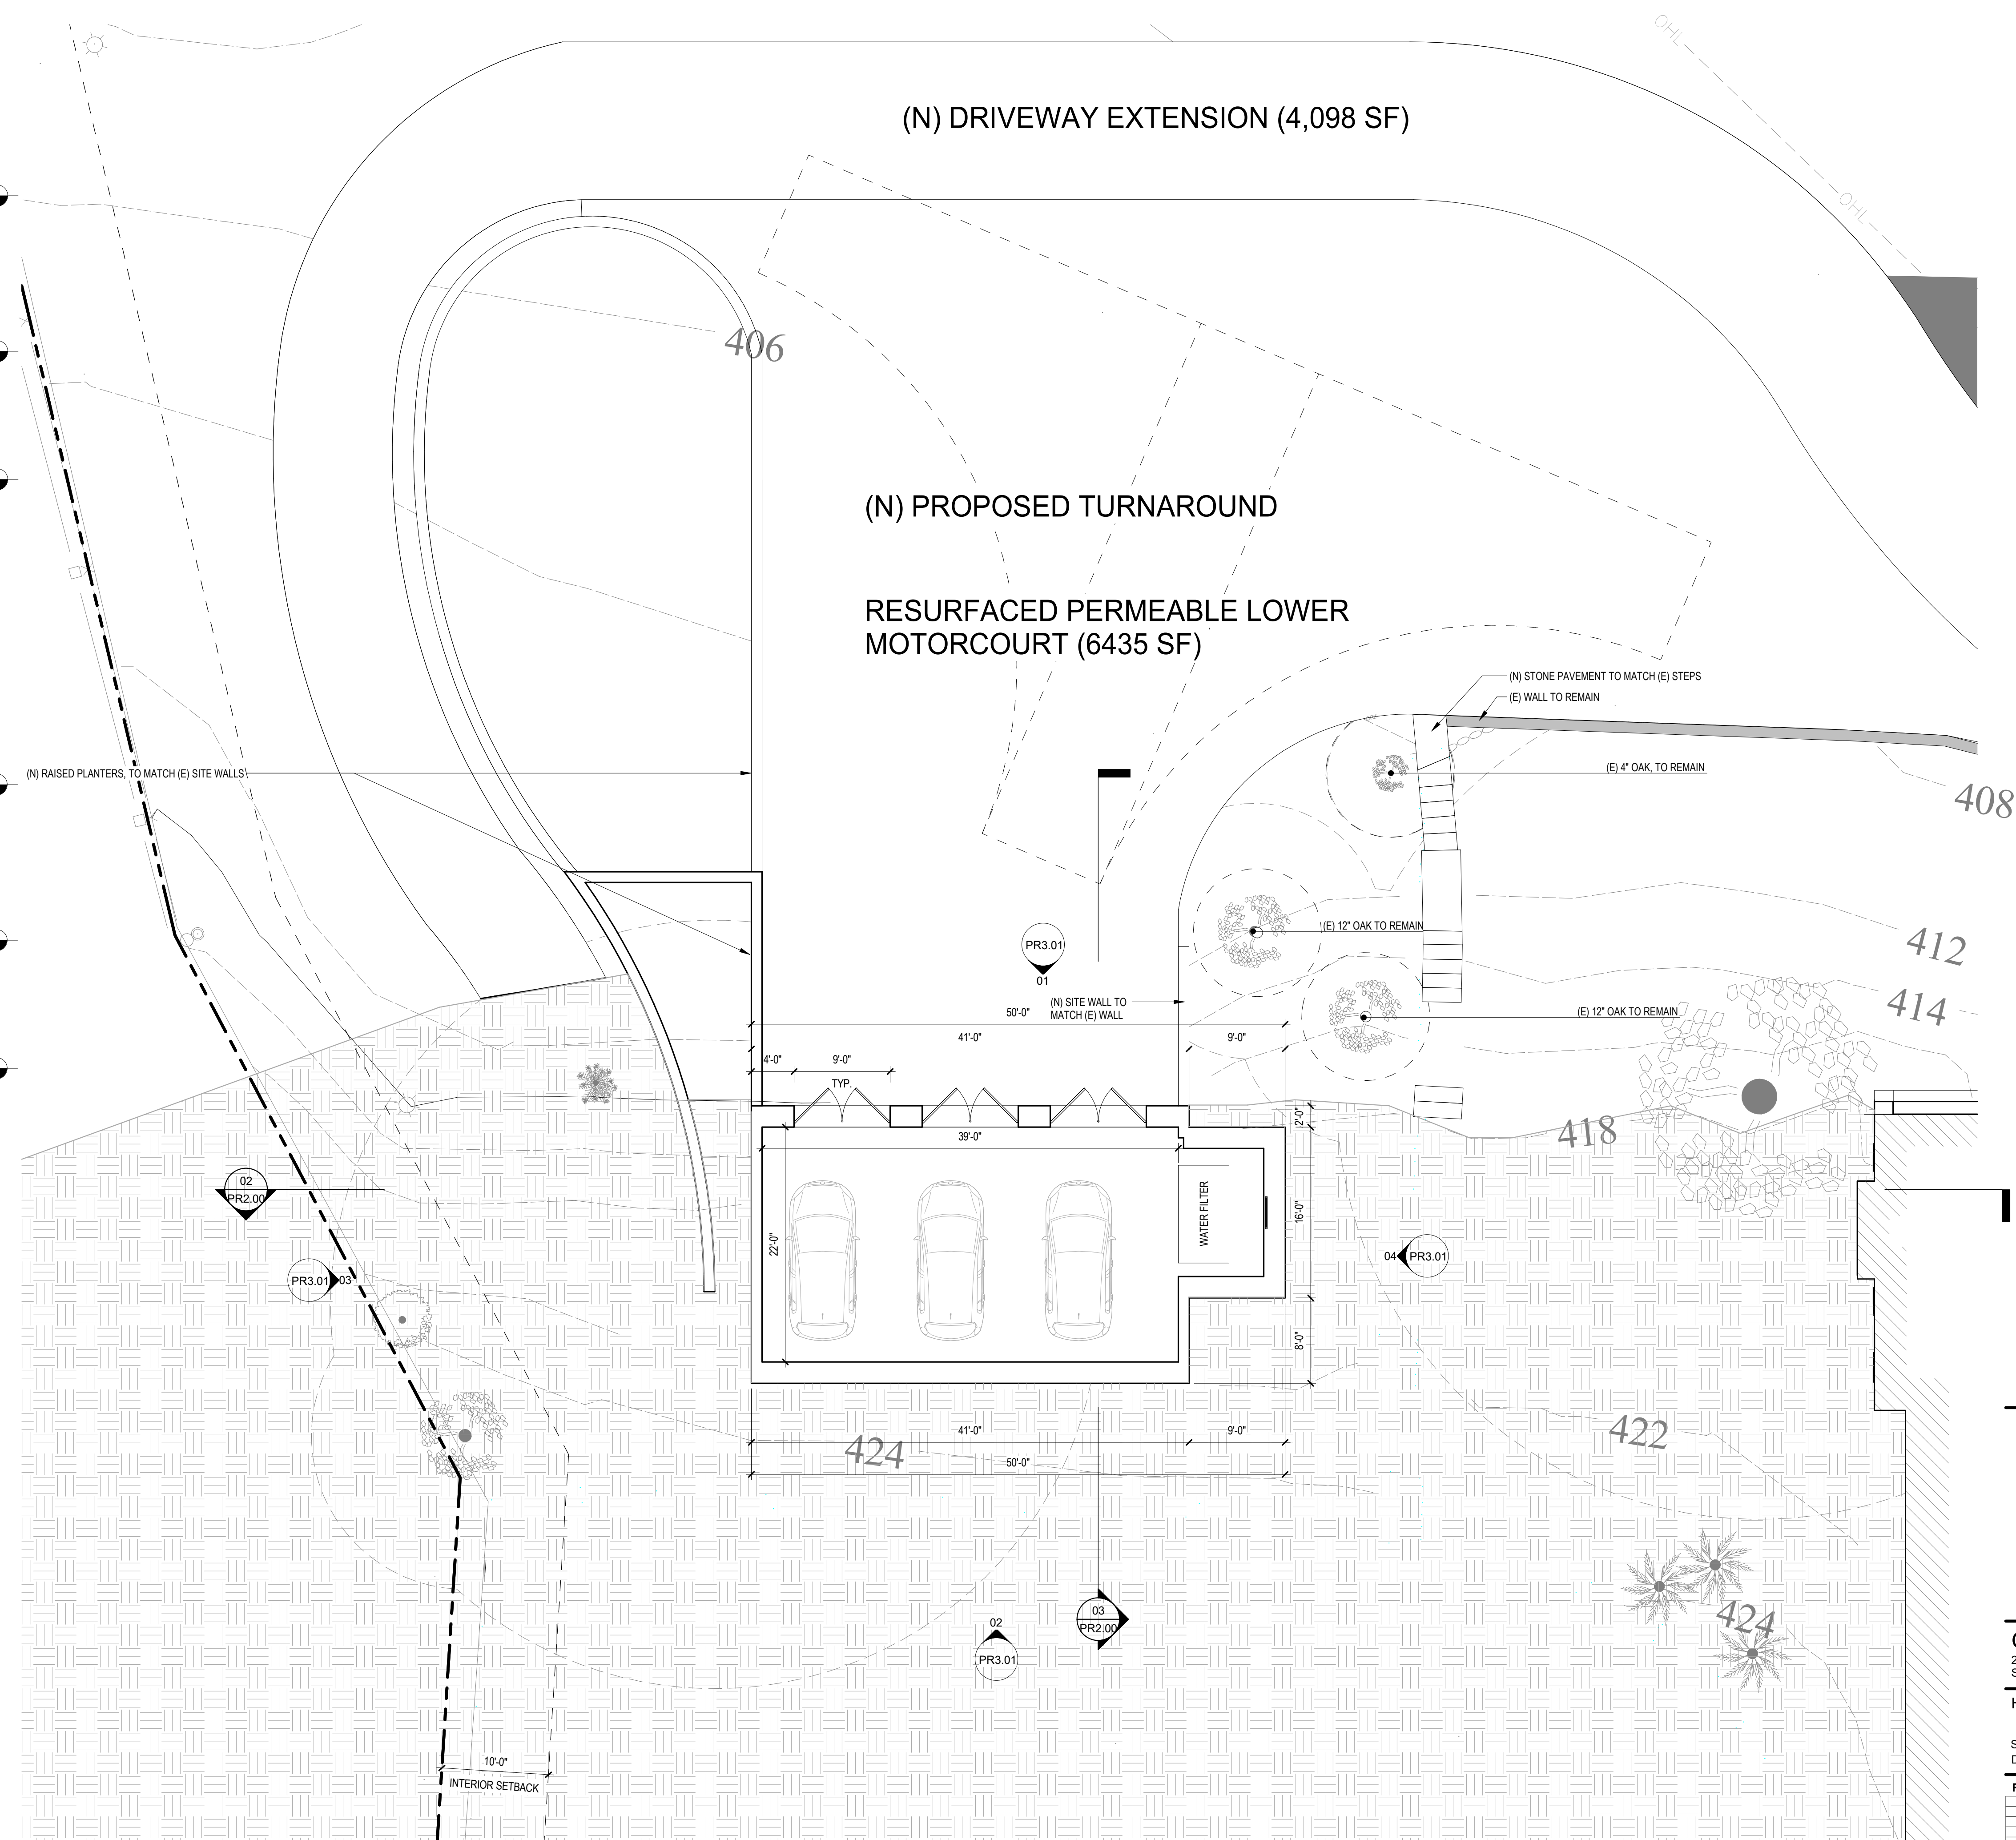 OHL
(N) DRIVEWAY EXTENSION (4,098 SF)
OHL
406
(N) PROPOSED TURNAROUND
RESURFACED PERMEABLE LOWER
MOTORCOURT (6435 SF)
(N) STONE PAVEMENT TO MATCH (E) STEPS
(E) WALL TO REMAIN
(N) RAISED PLANTERS, TO MATCH (E) SITE WALLS
(E) 4" OAK, TO REMAIN
408
(E) 12" OAK TO REMAIN
412
PR3.01
01
(N) SITE WALL TO
MATCH (E) WALL
414
(E) 12" OAK TO REMAIN
50'-0"
41'-0"
9'-0"
4'-0"
9'-0"
TYP.
2'-0"
418
39'-0"
02
PR2.00
WATER FILTER
16'-0"
22'-0"
04
PR3.01
PR3.01
03
8'-0"
41'-0"
9'-0"
422
424
50'-0"
03
PR2.00
02
PR3.01
424
10'-0"
INTERIOR SETBACK